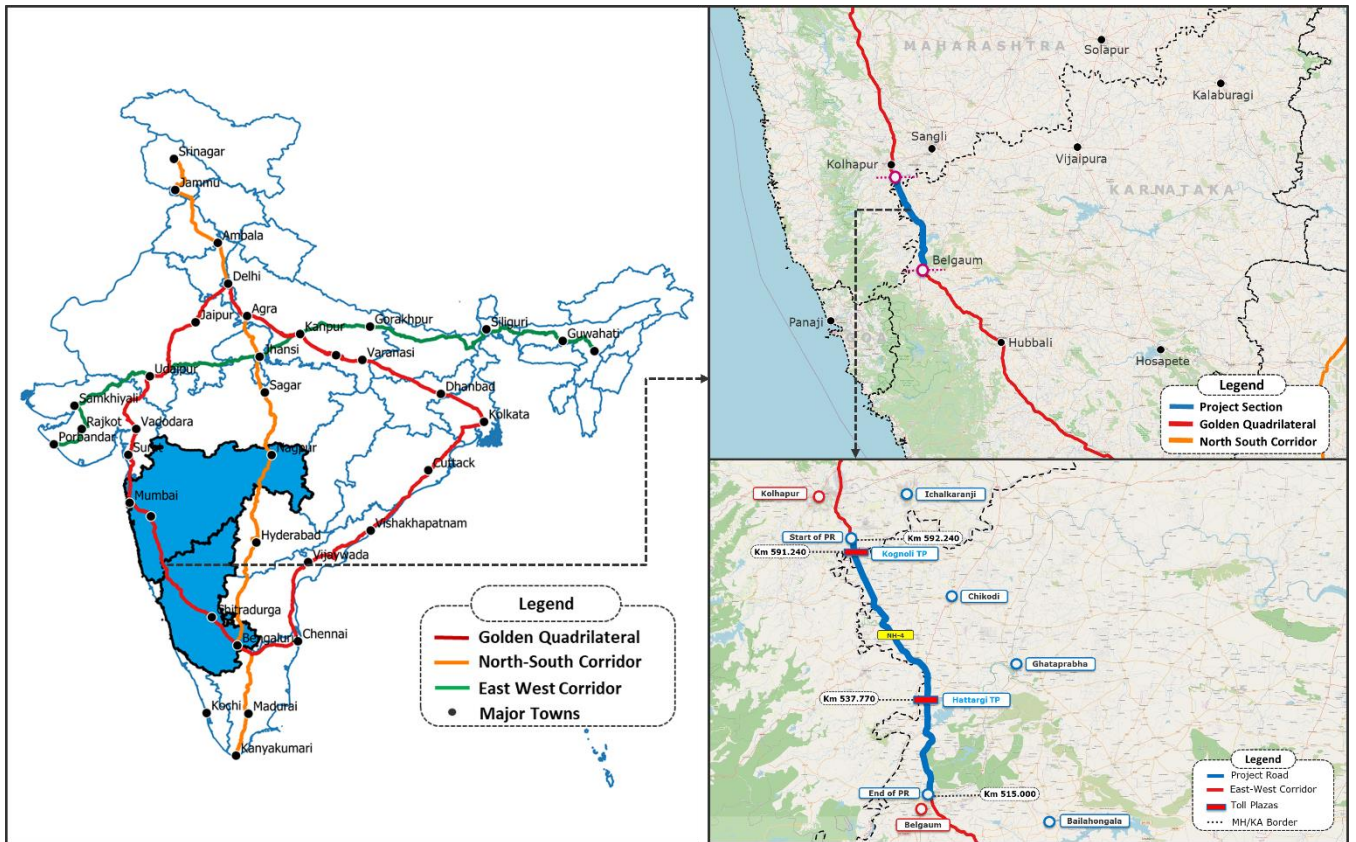 Srinagar
Jammu
Ambala
Delhi
Agra
Jaipur
Kanpur
Gorakhpur
Siliguri
Guwahati
Jhansi
Varanasi
Udaipur
Sagar
Dhanbad
Samkhiyali
Kolkata
Rajkot
Vadodara
Porbandar
Surat
Nagpur
Cuttack
Mumbai
Vishakhapatnam
Hyderabad
Vijaywada
Chitradurga
Bengaluru
Chennai
Kochi
Madurai
Kanyakumari
Legend
Golden Quadrilateral
North-South Corridor
East West Corridor
Major Towns
MAHARASHTRA
Solapur
Kalaburagi
Sangli
Kolhapur
Vijaipura
KARNATAKA
Belgaum
Panaji
Hubbali
Hosapete
Legend
Project Section
Golden Quadrilateral
North South Corridor
Kolhapur
Ichalkaranji
Start of PR
Km 592.240
Km 591.240
Kognoli TP
Chikodi
NH-4
Ghataprabha
Km 537.770
Hattargi TP
End of PR
Km 515.000
Belgaum
Bailahongala
Legend
Project Road
East-West Corridor
Toll Plazas
MH/KA Border